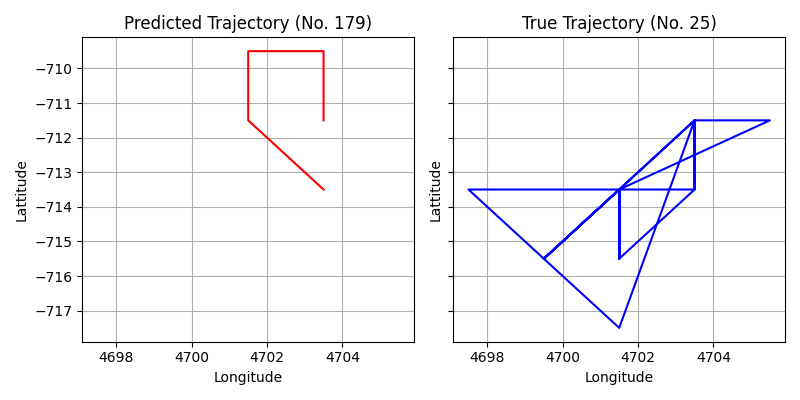 Predicted Trajectory (No. 179)
True Trajectory (No. 25)
Lattitude
−710
−711
−712
−713
−714
−715
−716
−717
4698
4700
4702
4704
Longitude
Lattitude
4698
4700
4702
4704
Longitude